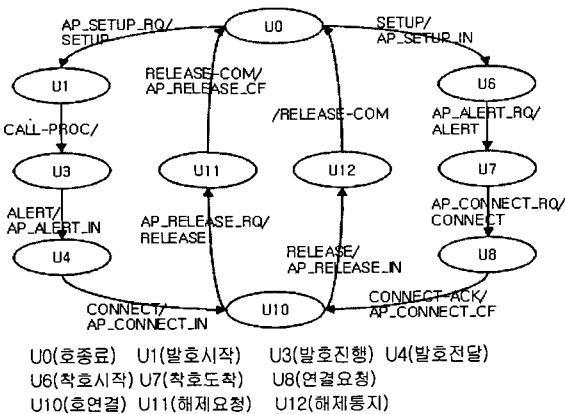 AP_SETUP_RQ/
SETUP
U0
SETUP/
AP_SETUP_IN
U1
RELEASE-COM/
AP_RELEASE_CF
U6
CALL-PROC/
/RELEASE-COM
AP_ALERT_RQ/
ALERT
U3
U11
U12
U7
ALERT/
AP_ALERT_IN
AP_RELEASE_RQ/
RELEASE
AP_CONNECT_RQ/
CONNECT
U4
RELEASE/
AP_RELEASE_IN
U8
CONNECT/
AP_CONNECT_IN
U10
CONNECT-ACK/
AP_CONNECT_CF
U0(호종료) U1(발호시작) U3(발호진행) U4(발호전달)
U6(착호시작) U7(착호도착) U8(연결요청)
U10(호연결) U11(해제요청) U12(해제통지)